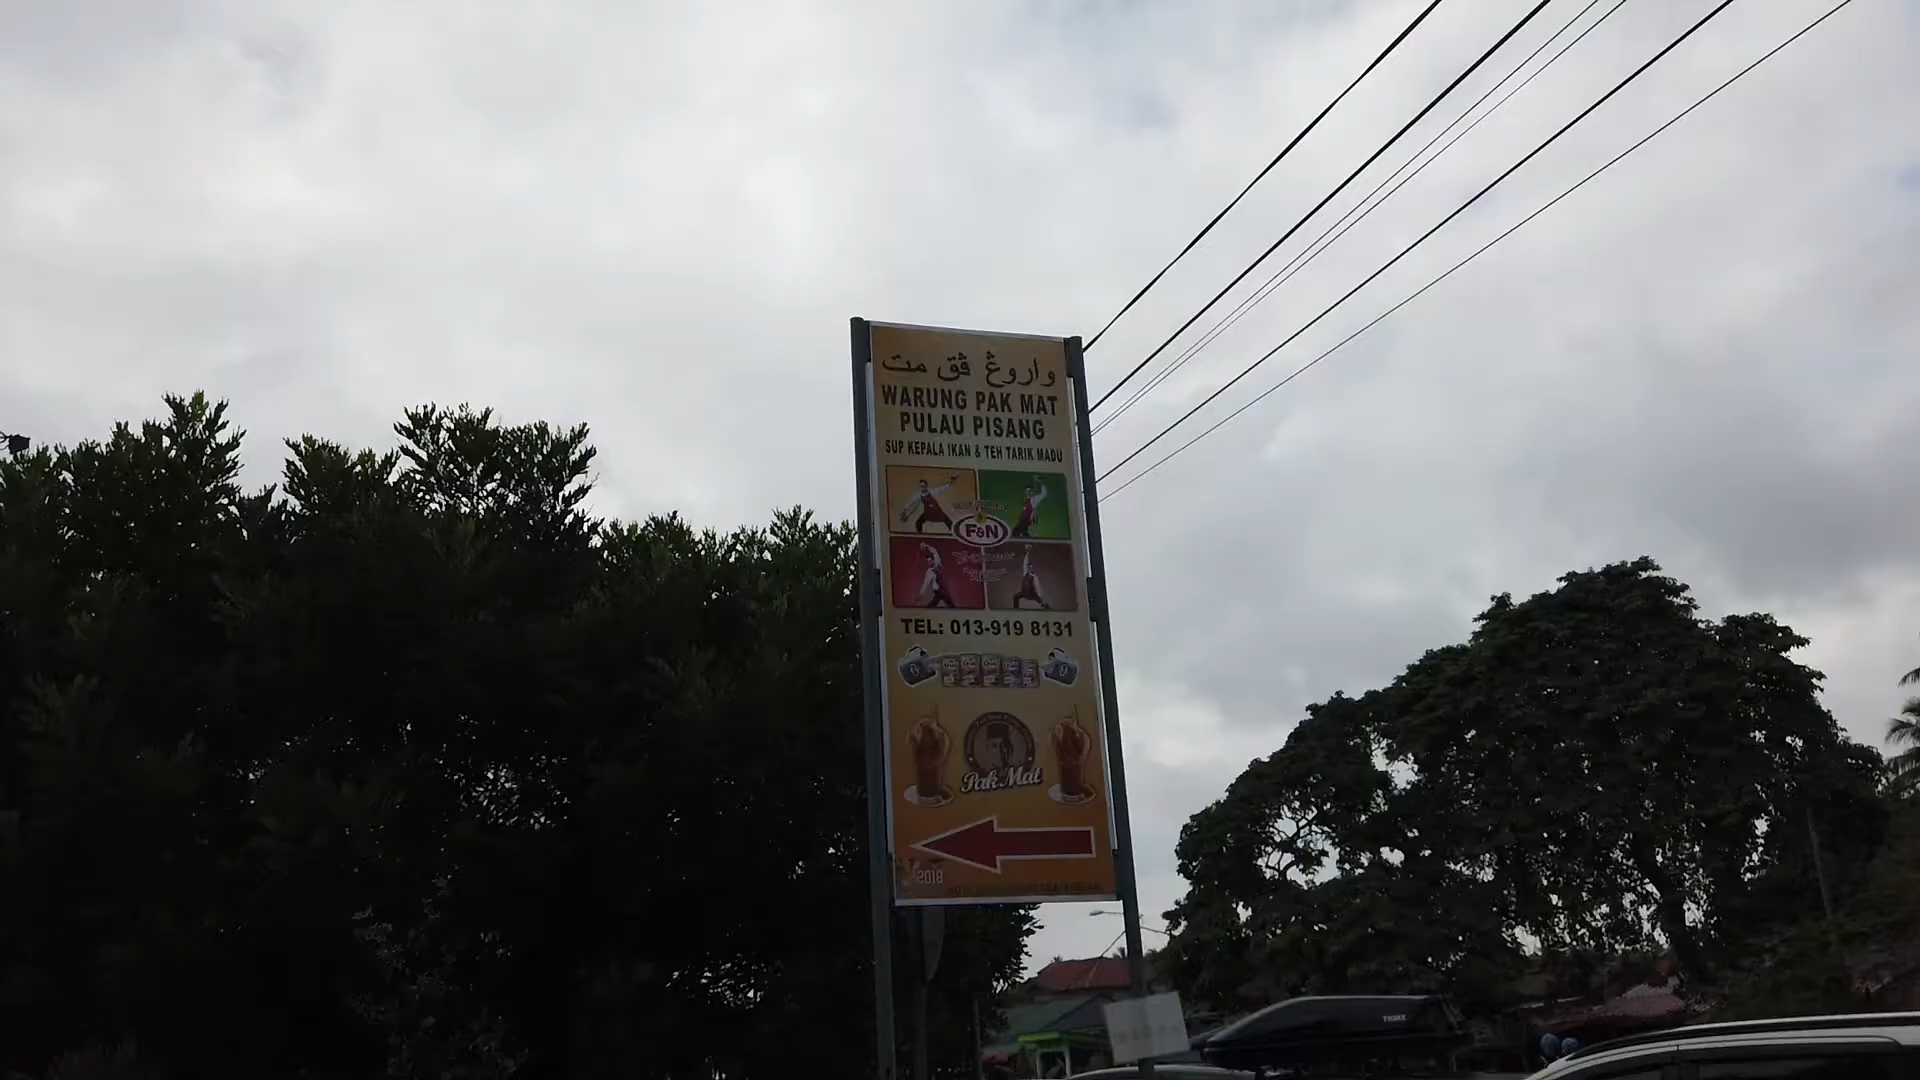 واروڠ ڤق مت
WARUNG PAK MAT
PULAU PISANG
SUP KEPALA IKAN & TEH TARIK MADU
F&N
TEL: 013-919 8131
Pak Mat
2018
THULE